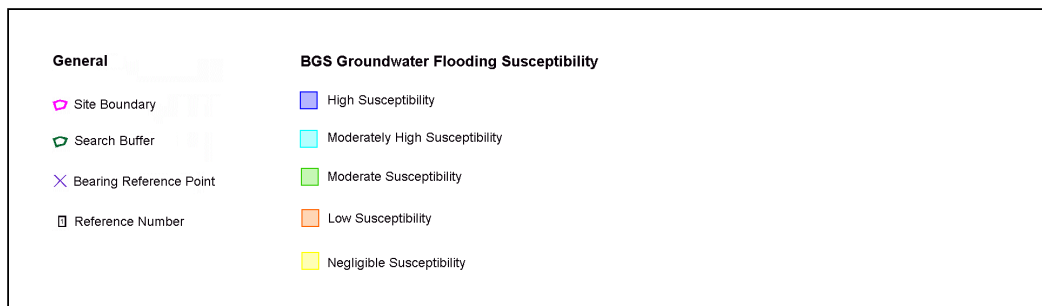 General
Site Boundary
Search Buffer
Bearing Reference Point
1 Reference Number
BGS Groundwater Flooding Susceptibility
High Susceptibility
Moderately High Susceptibility
Moderate Susceptibility
Low Susceptibility
Negligible Susceptibility